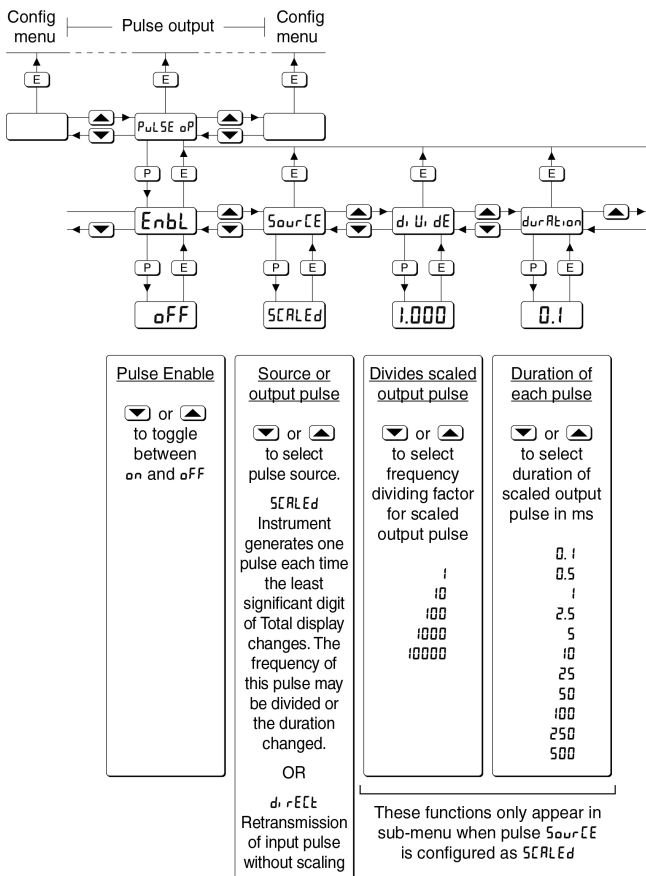 Config menu
Pulse output
Config menu
E
E
E
PuLSE oP
P
E
E
E
E
EnbL
SourCE
diVidE
durAtion
P
E
P
E
P
E
P
E
oFF
SCALEd
1.000
0.1
Pulse Enable
▼ or ▲
to toggle
between
on and oFF
Source or
output pulse
▼ or ▲
to select
pulse source.
SCALEd
Instrument
generates one
pulse each time
the least
significant digit
of Total display
changes. The
frequency of
this pulse may
be divided or
the duration
changed.
OR
dirECt
Retransmission
of input pulse
without scaling
Divides scaled
output pulse
▼ or ▲
to select
frequency
dividing factor
for scaled
output pulse
1
10
100
1000
10000
Duration of
each pulse
▼ or ▲
to select
duration of
scaled output
pulse in ms
0.1
0.5
1
2.5
5
10
25
50
100
250
500
These functions only appear in
sub-menu when pulse SourCE
is configured as SCALEd